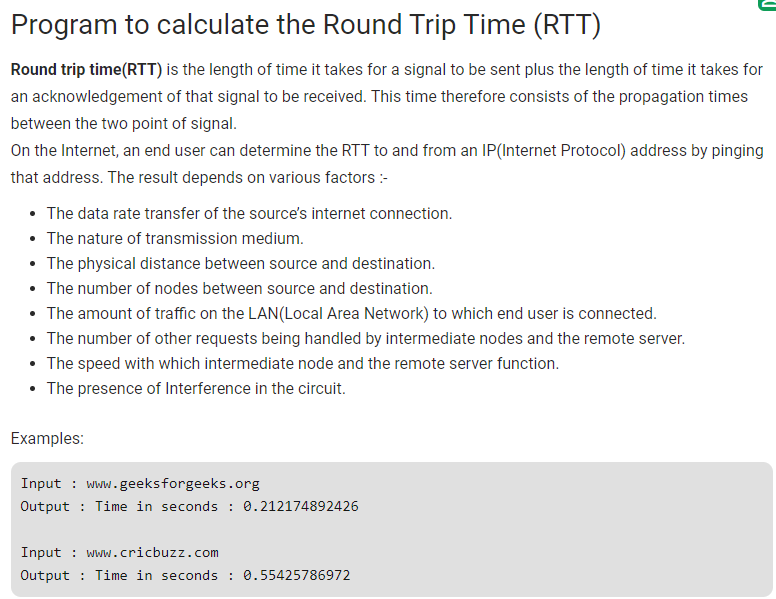 Program to calculate the Round Trip Time (RTT)
Round trip time(RTT) is the length of time it takes for a signal to be sent plus the length of time it takes for
an acknowledgement of that signal to be received. This time therefore consists of the propagation times
between the two point of signal.
On the Internet, an end user can determine the RTT to and from an IP(Internet Protocol) address by pinging
that address. The result depends on various factors :-
• The data rate transfer of the source’s internet connection.
• The nature of transmission medium.
• The physical distance between source and destination.
• The number of nodes between source and destination.
• The amount of traffic on the LAN(Local Area Network) to which end user is connected.
• The number of other requests being handled by intermediate nodes and the remote server.
• The speed with which intermediate node and the remote server function.
• The presence of Interference in the circuit.
Examples:
Input : www.geeksforgeeks.org
Output : Time in seconds : 0.212174892426
Input : www.cricbuzz.com
Output : Time in seconds : 0.55425786972